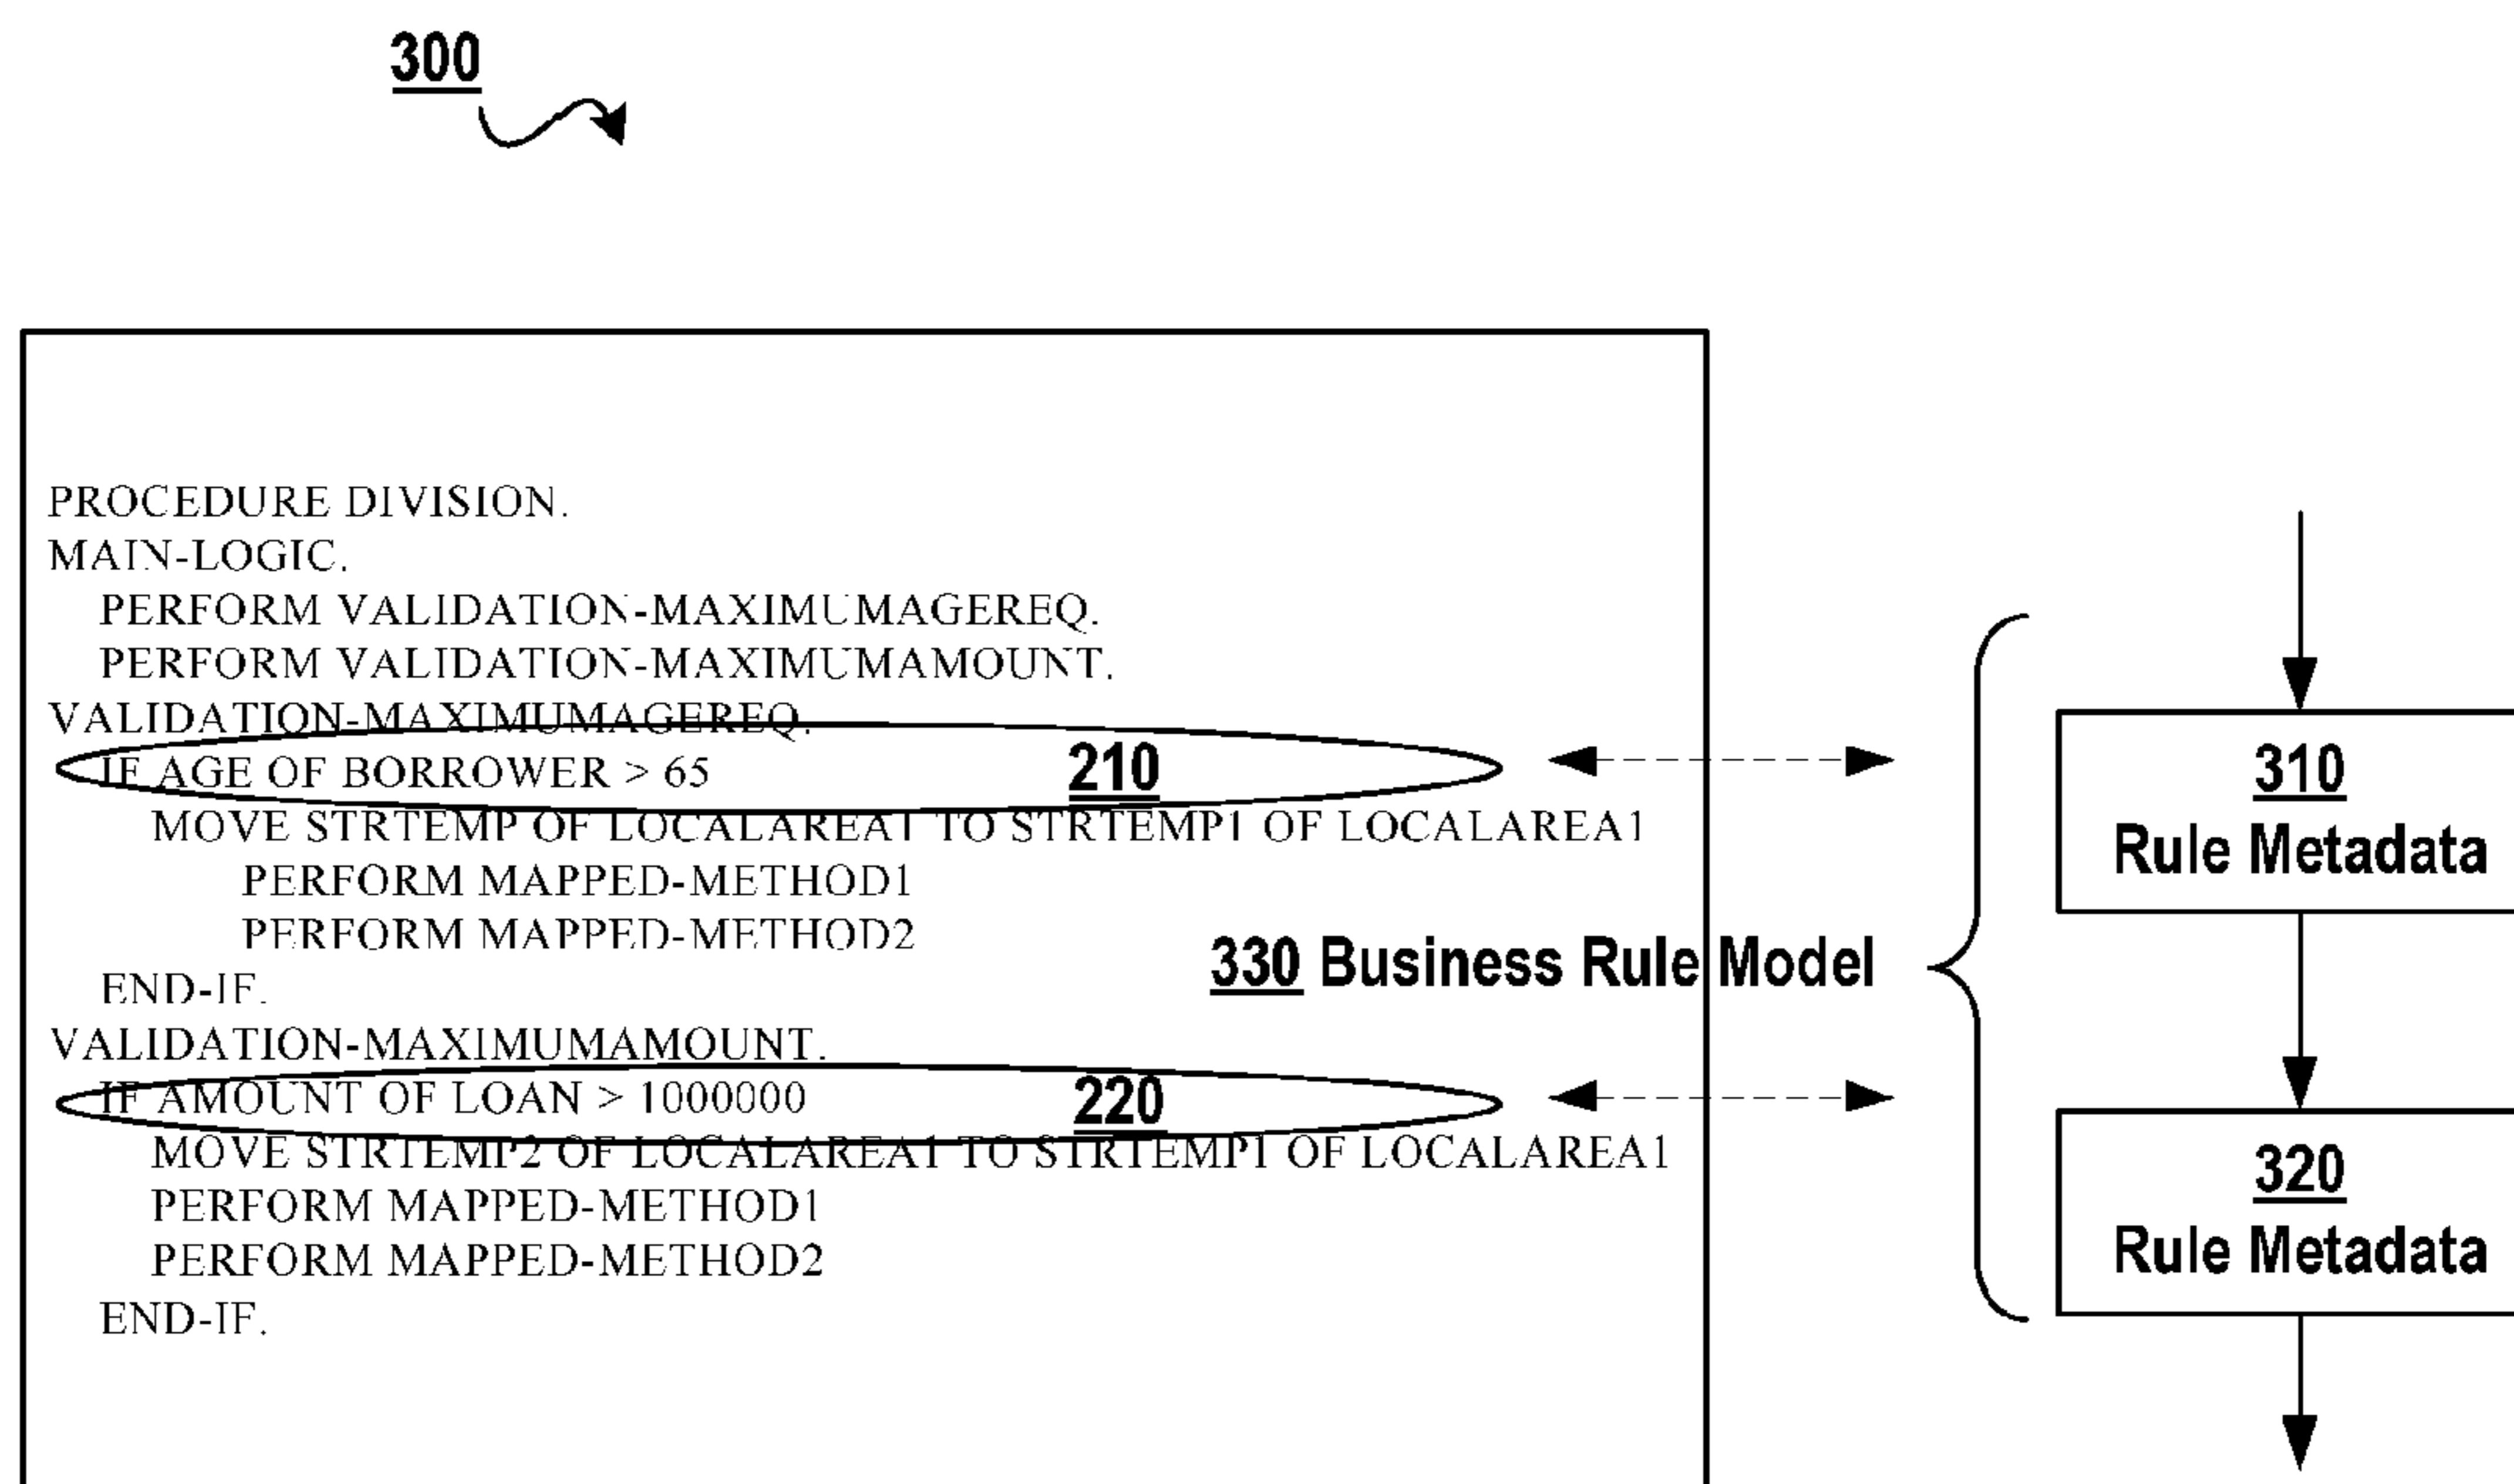 300
PROCEDURE DIVISION.
MAIN-LOGIC.
PERFORM VALIDATION-MAXIMUMAGEREQ.
PERFORM VALIDATION-MAXIMUMAMOUNT.
VALIDATION-MAXIMUMAGEREQ.
IF AGE OF BORROWER > 65 210
MOVE STRTEMP OF LOCALAREA1 TO STRTEMP1 OF LOCALAREA1
PERFORM MAPPED-METHOD1
PERFORM MAPPED-METHOD2
END-IF.
VALIDATION-MAXIMUMAMOUNT.
IF AMOUNT OF LOAN > 1000000 220
MOVE STRTEMP2 OF LOCALAREA1 TO STRTEMP1 OF LOCALAREA1
PERFORM MAPPED-METHOD1
PERFORM MAPPED-METHOD2
END-IF.
330 Business Rule Model
310
Rule Metadata
320
Rule Metadata